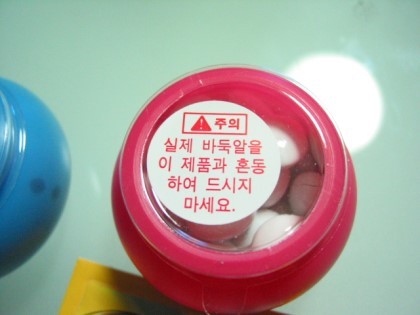 주의
실제 바둑알을
이 제품과 혼동
하여 드시지
마세요.